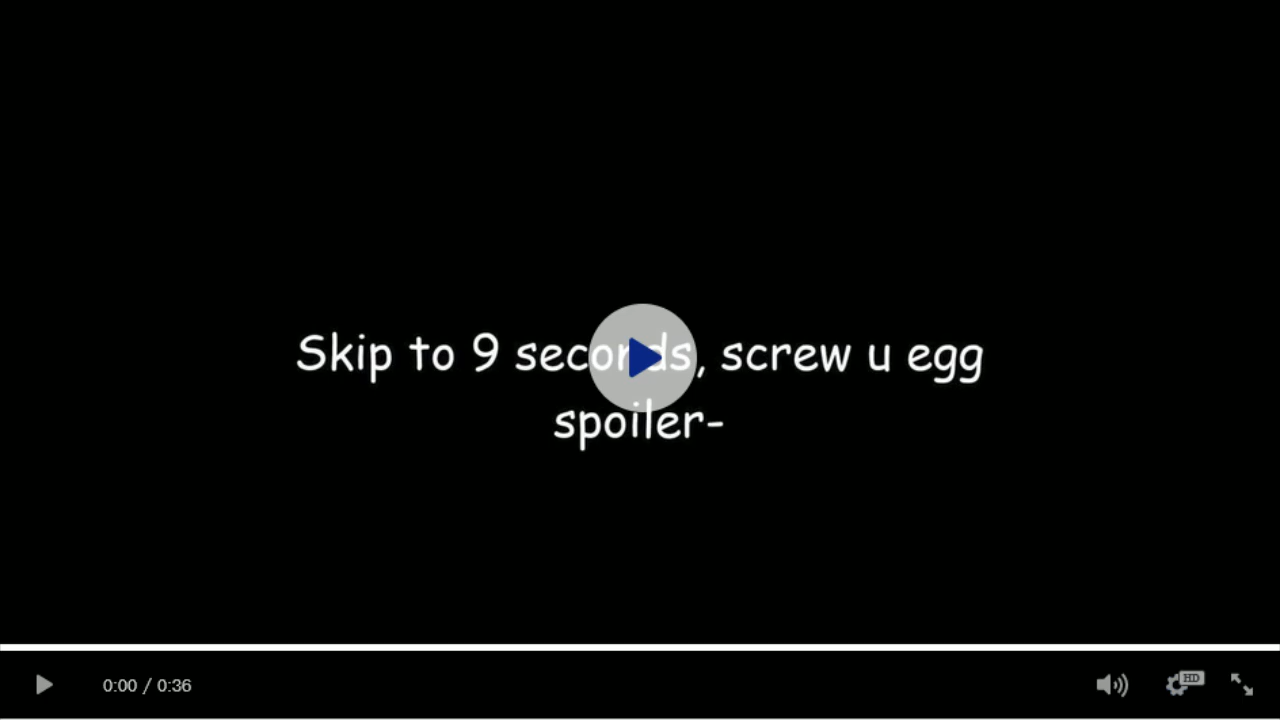 Skip to 9 seconds, screw u egg
spoiler-
0:00 / 0:36
HD